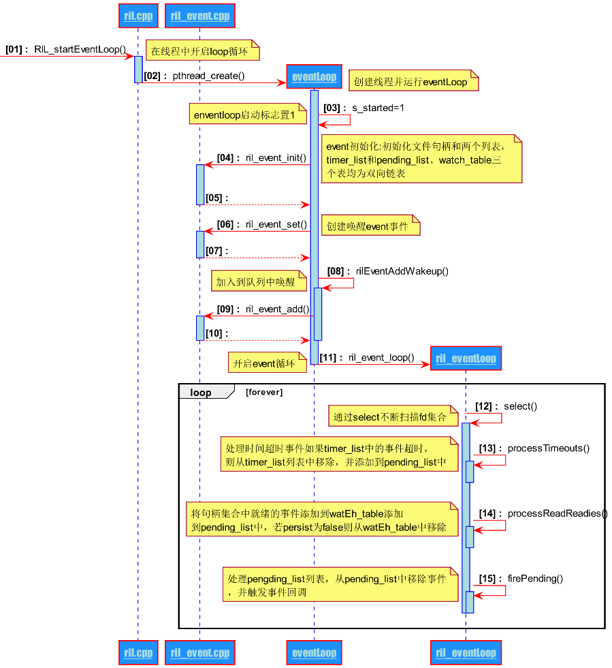 ril.cpp
ril_event.cpp
[01] : RIL_startEventLoop()
在线程中开启loop循环
[02] : pthread_create()
eventLoop
创建线程并运行eventLoop
enventloop启动标志置1
[03] : s_started=1
event初始化:初始化文件句柄和两个列表，
timer_list和pending_list、watch_table三
个表均为双向链表
[04] : ril_event_init()
[05] :
[06] : ril_event_set()
创建唤醒event事件
[07] :
[08] : rilEventAddWakeup()
加入到队列中唤醒
[09] : ril_event_add()
[10] :
开启event循环
[11] : ril_event_loop()
ril_eventLoop
loop
[forever]
[12] : select()
通过select不断扫描fd集合
[13] : processTimeouts()
处理时间超时事件如果timer_list中的事件超时,
则从timer_list列表中移除，并添加到pending_list中
[14] : processReadReadies()
将句柄集合中就绪的事件添加到watEh_table添加
到pending_list中，若persist为false则从watEh_table中移除
[15] : firePending()
处理pengding_list列表，从pending_list中移除事件
，并触发事件回调
ril.cpp
ril_event.cpp
eventLoop
ril_eventLoop